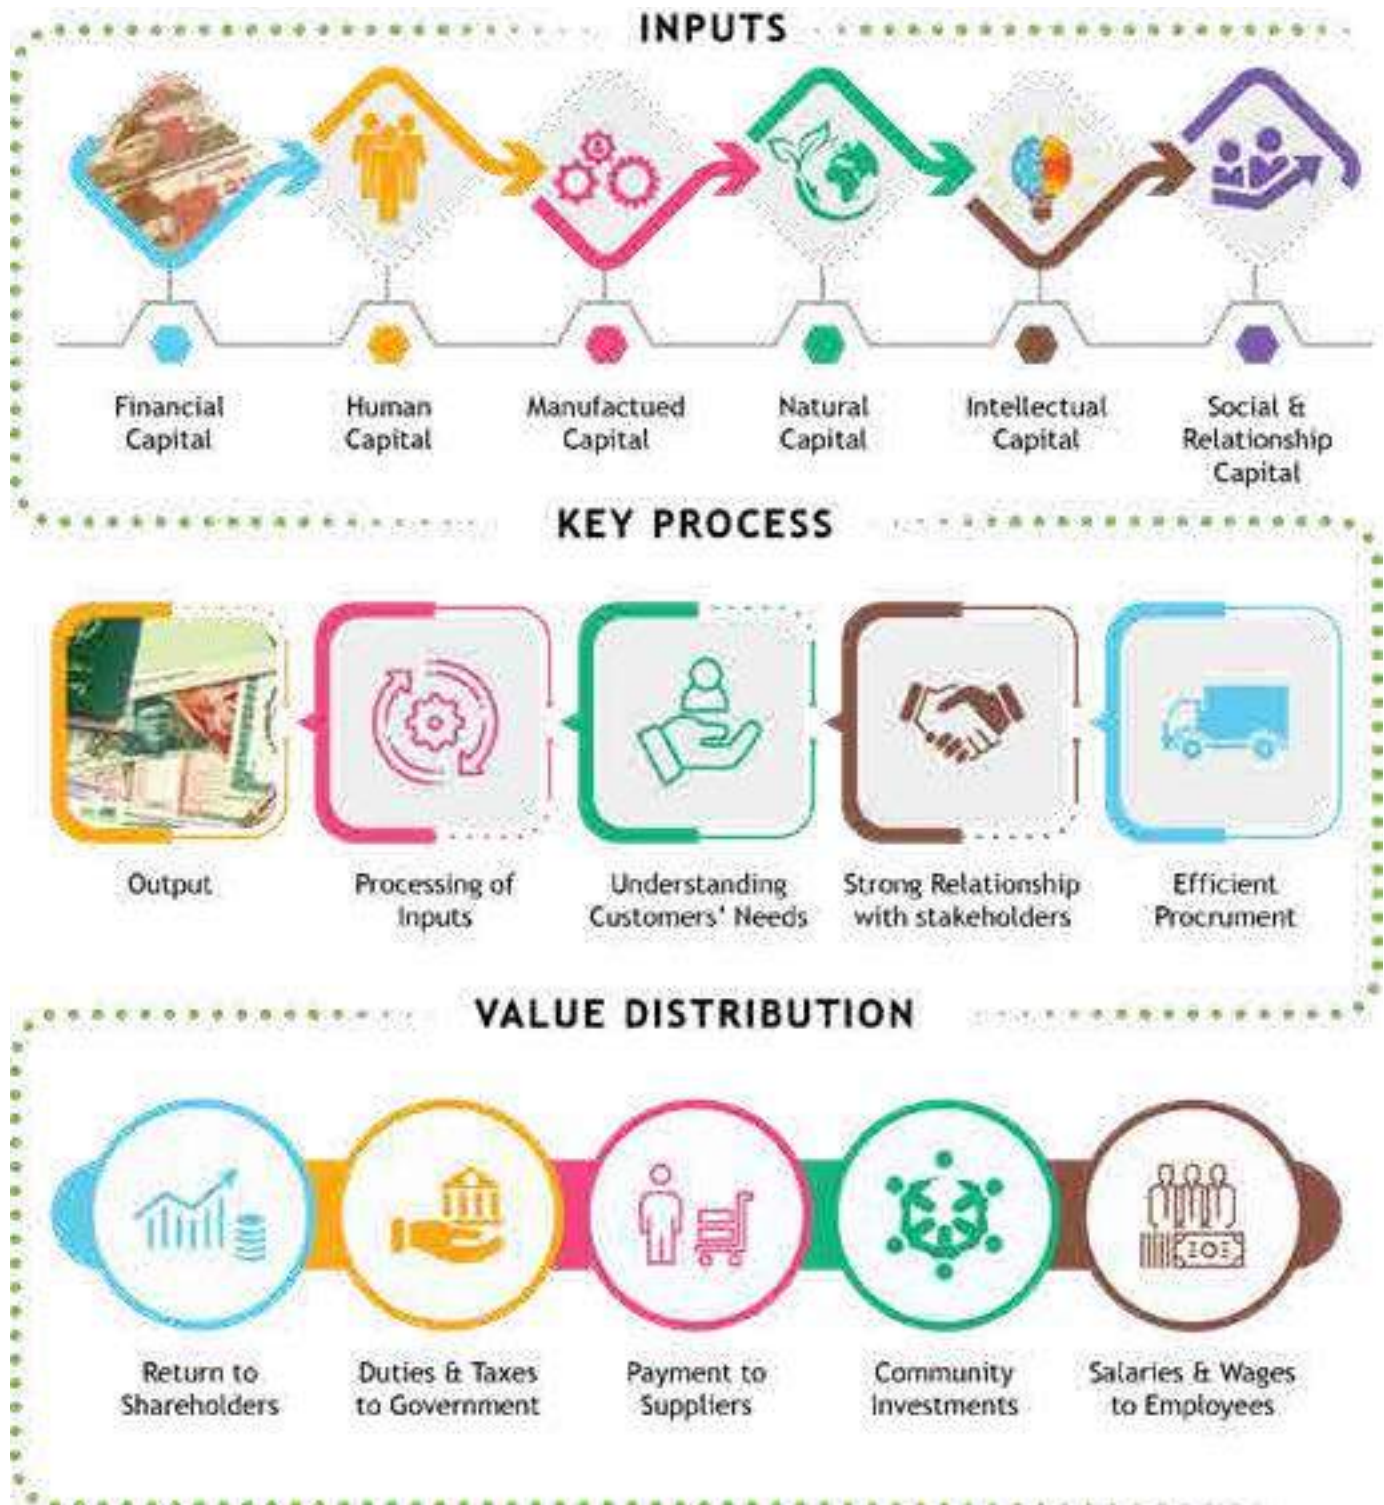 INPUTS
Financial
Capital
Human
Capital
Manufactued
Capital
Natural
Capital
Intellectual
Capital
Social &
Relationship
Capital
KEY PROCESS
Output
Processing of
Inputs
Understanding
Customers' Needs
Strong Relationship
with stakeholders
Efficient
Procrument
VALUE DISTRIBUTION
Return to
Shareholders
Duties & Taxes
to Government
Payment to
Suppliers
Community
Investments
Salaries & Wages
to Employees